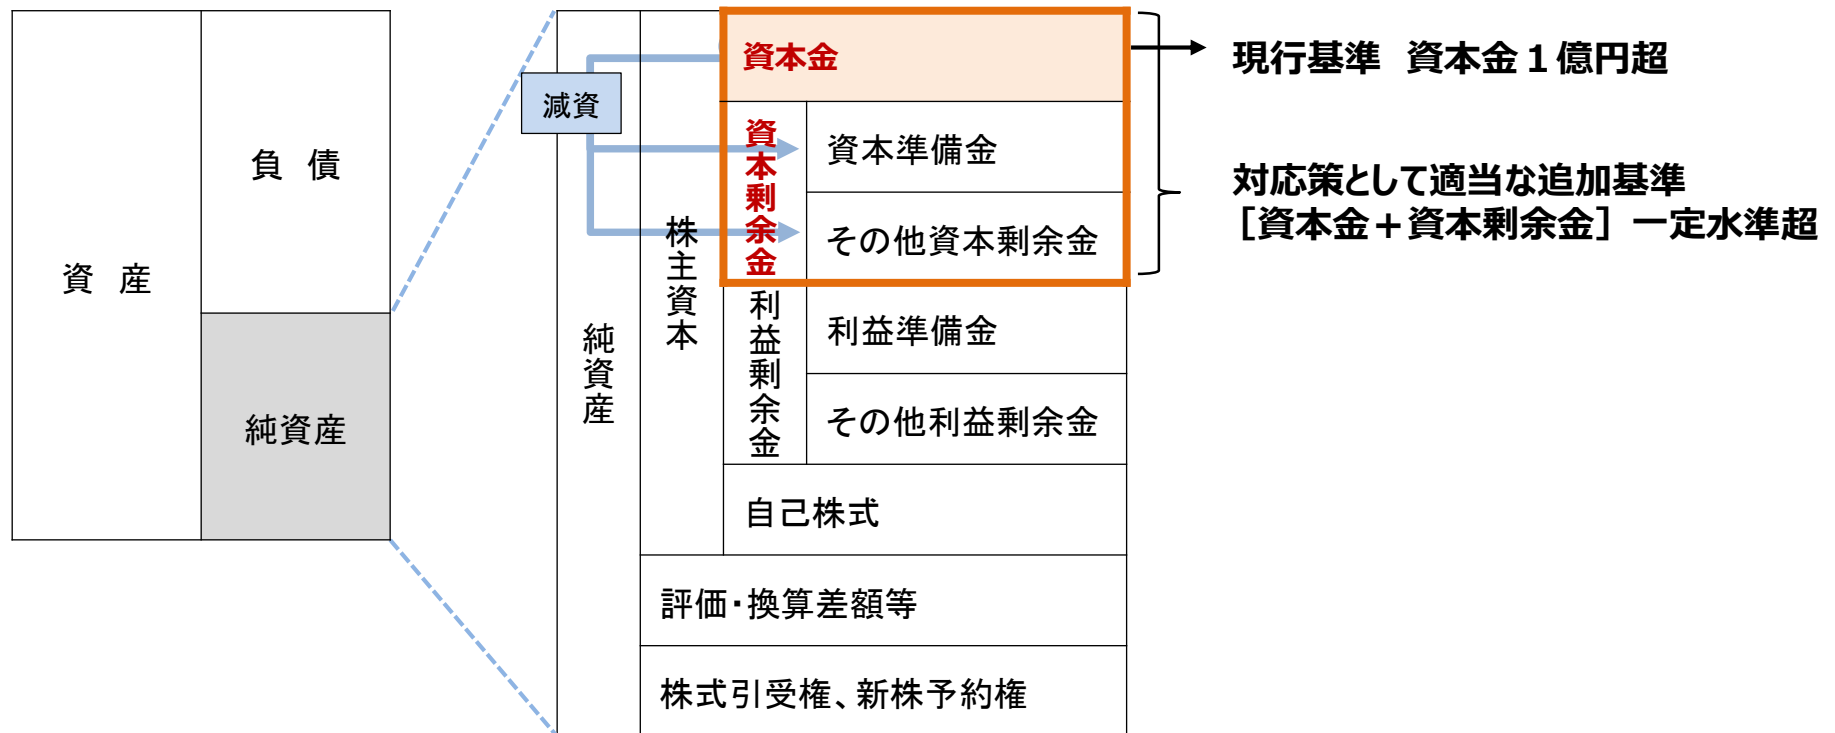 資 産
負 債
純資産
純資産
株主資本
減資
資本金
資本剰余金
資本準備金
その他資本剰余金
利益剰余金
利益準備金
その他利益剰余金
自己株式
評価・換算差額等
株式引受権、新株予約権
現行基準 資本金１億円超
対応策として適当な追加基準
［資本金＋資本剰余金］一定水準超